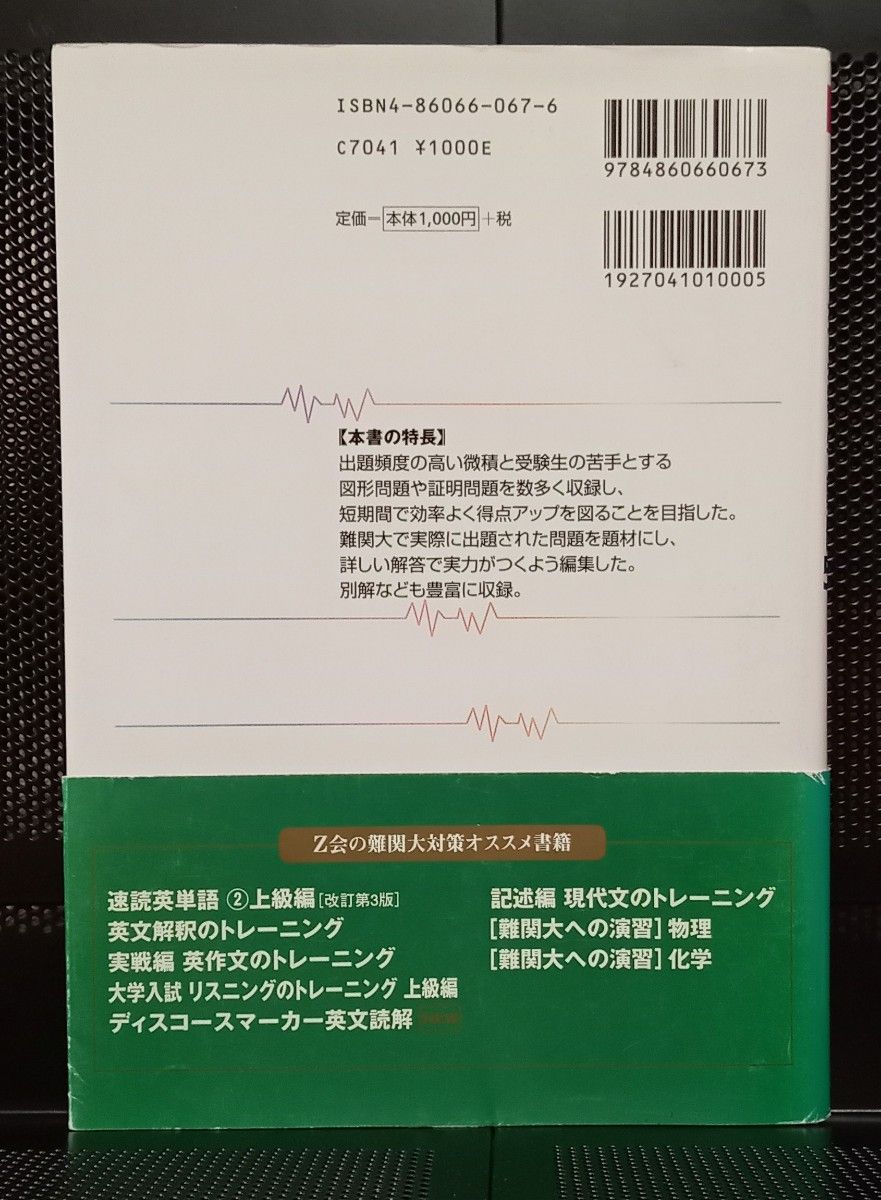 ISBN4-86066-067-6
C7041 ¥1000E
9784860660673
定価=本体1,000円+税
1927041010005
【本書の特長】
出題頻度の高い微積と受験生の苦手とする
図形問題や証明問題を数多く収録し、
短期間で効率よく得点アップを図ることを目指した。
難関大で実際に出題された問題を題材にし、
詳しい解答で実力がつくよう編集した。
別解なども豊富に収録。
Z会の難関大対策オススメ書籍
速読英単語 ②上級編[改訂第3版]
英文解釈のトレーニング
実戦編 英作文のトレーニング
大学入試 リスニングのトレーニング 上級編
ディスコースマーカー英文読解
記述編 現代文のトレーニング
[難関大への演習] 物理
[難関大への演習] 化学